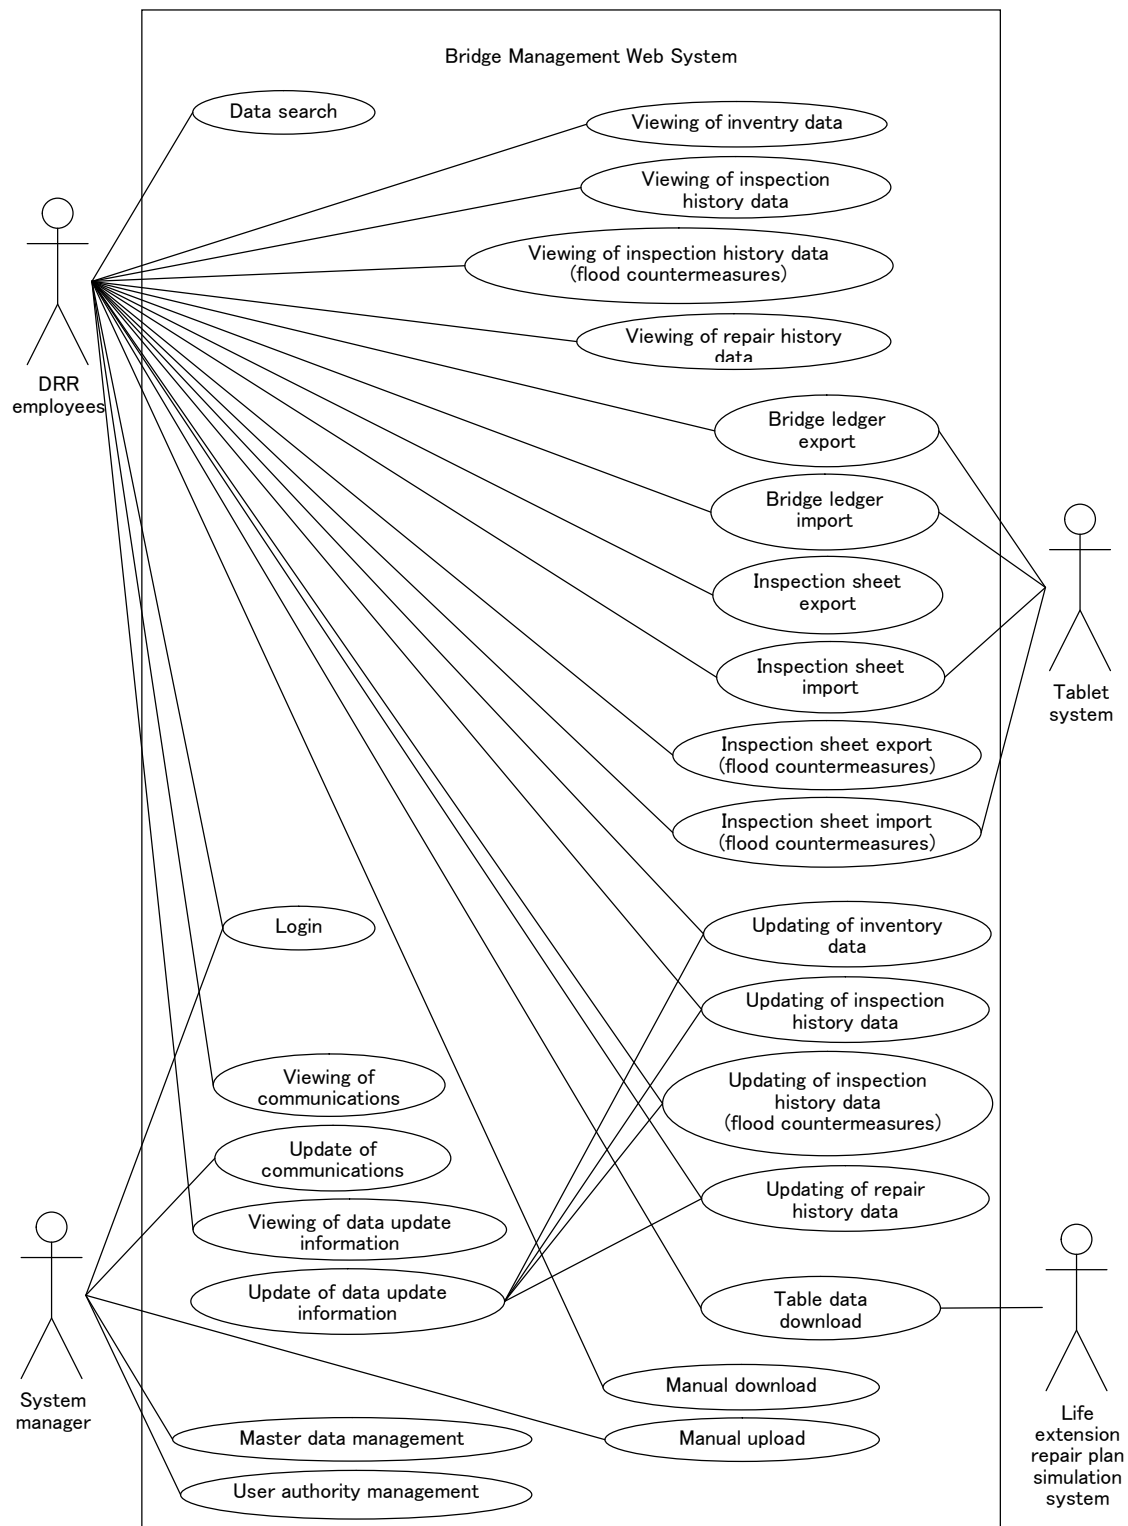 Bridge Management Web System
Data search
Viewing of inventry data
Viewing of inspection
history data
Viewing of inspection history data
(flood countermeasures)
Viewing of repair history
data
DRR
employees
Bridge ledger
export
Bridge ledger
import
Inspection sheet
export
Inspection sheet
import
Tablet
system
Inspection sheet export
(flood countermeasures)
Inspection sheet import
(flood countermeasures)
Login
Updating of inventory
data
Updating of inspection
history data
Viewing of
communications
Updating of inspection
history data
(flood countermeasures)
Update of
communications
Updating of repair
history data
Viewing of data update
information
Update of data update
information
Table data
download
System
manager
Manual download
Life
extension
repair plan
simulation
system
Master data management
Manual upload
User authority management